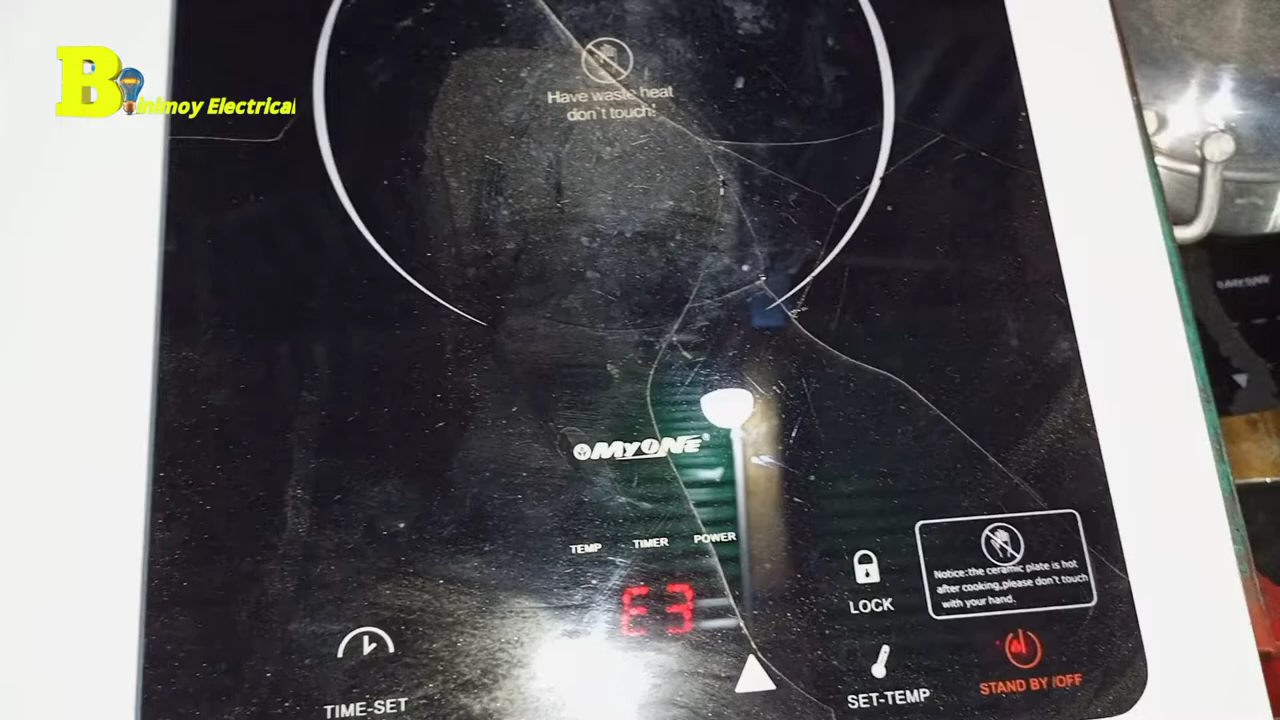 Binimoy Electrical
Have waste heat
don't touch!
MYONE®
TEMP TIMER POWER
E3
LOCK
Notice:the ceramic plate is hot
after cooking,please don't touch
with your hand.
TIME-SET
SET-TEMP
STAND BY /OFF